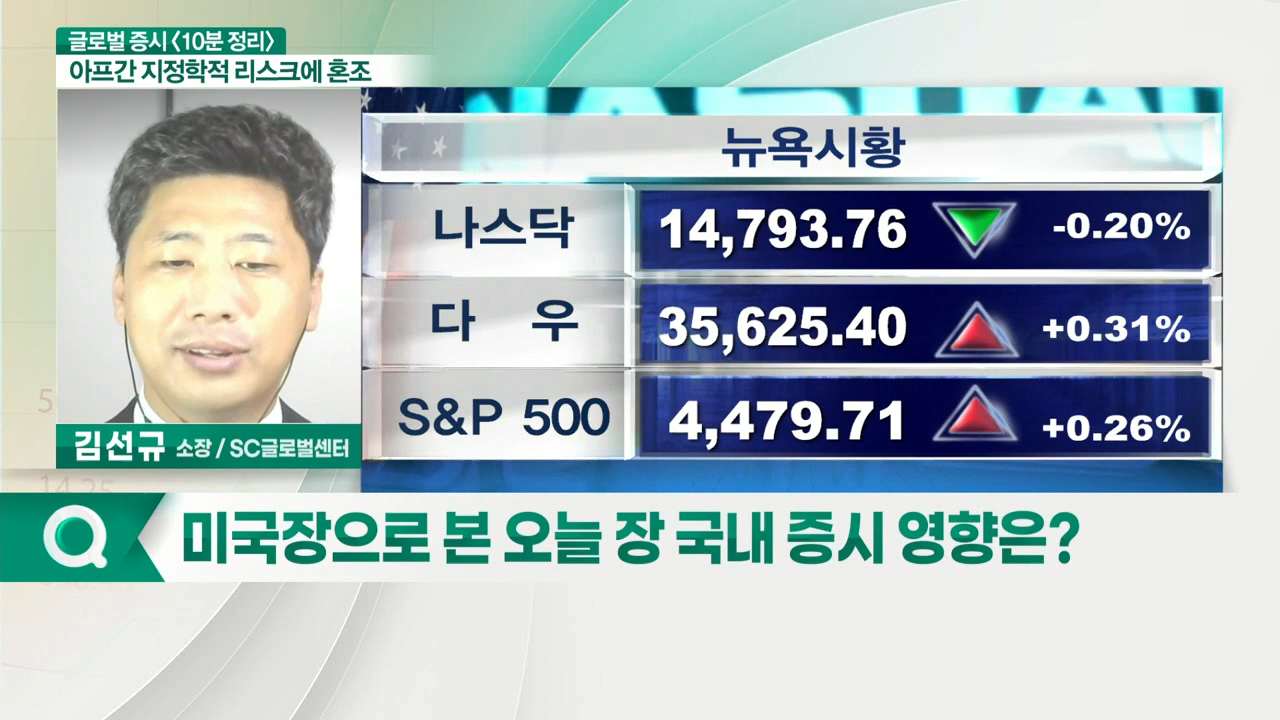 글로벌 증시 <10분 정리>
아프간 지정학적 리스크에 혼조
뉴욕시황
나스닥 14,793.76 -0.20%
다 우 35,625.40 +0.31%
S&P 500 4,479.71 +0.26%
김선규 소장 / SC글로벌센터
미국장으로 본 오늘 장 국내 증시 영향은?